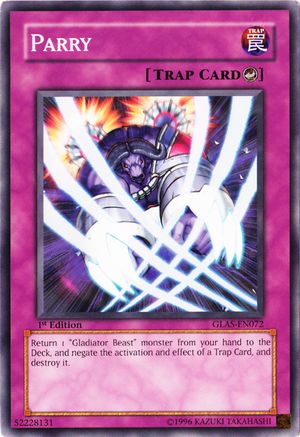 PARRY
TRAP
罠
[TRAP CARD]
1st Edition
GLAS-EN072
Return 1 "Gladiator Beast" monster from your hand to
the Deck, and negate the activation and effect of a Trap Card, and
destroy it.
52228131
©1996 KAZUKI TAKAHASHI